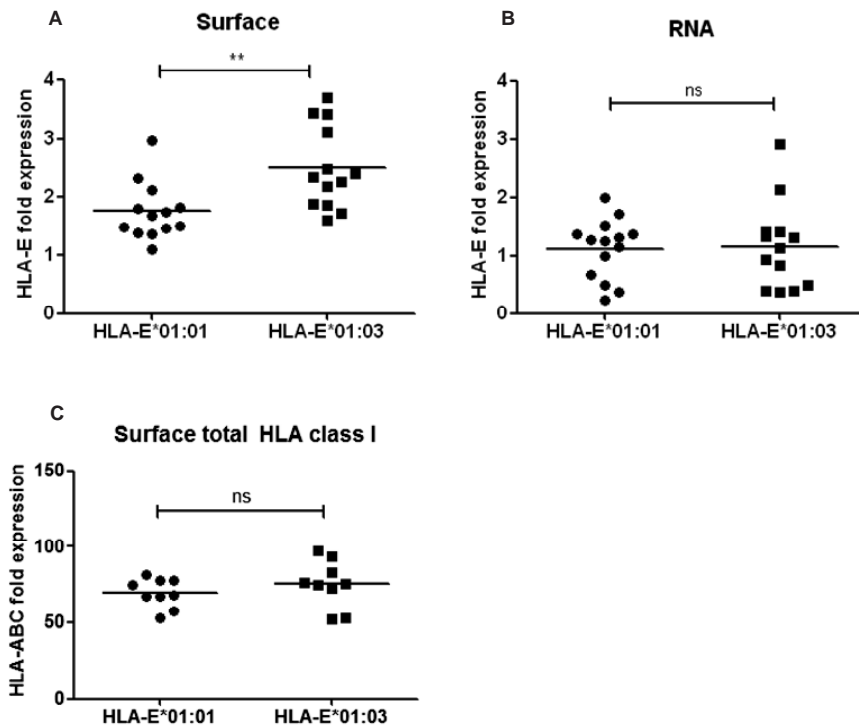 A
Surface
**
HLA-E fold expression
4
3
2
1
0
HLA-E*01:01
HLA-E*01:03
B
RNA
ns
HLA-E fold expression
4
3
2
1
0
HLA-E*01:01
HLA-E*01:03
C
Surface total HLA class I
ns
HLA-ABC fold expression
150
100
50
0
HLA-E*01:01
HLA-E*01:03